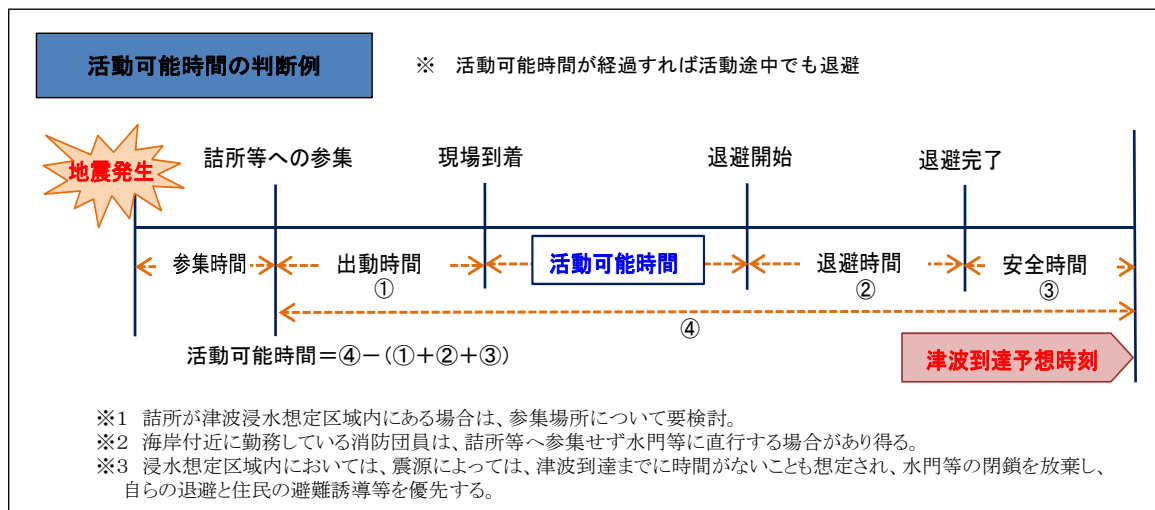 活動可能時間の判断例
※ 活動可能時間が経過すれば活動途中でも退避
地震発生
詰所等への参集
現場到着
退避開始
退避完了
参集時間
出動時間
①
活動可能時間
退避時間
②
安全時間
③
④
活動可能時間＝④－（①＋②＋③）
津波到達予想時刻
※1 詰所が津波浸水想定区域内にある場合は、参集場所について要検討。
※2 海岸付近に勤務している消防団員は、詰所等へ参集せず水門等に直行する場合があり得る。
※3 浸水想定区域内においては、震源によっては、津波到達までに時間がないことも想定され、水門等の閉鎖を放棄し、
自らの退避と住民の避難誘導等を優先する。